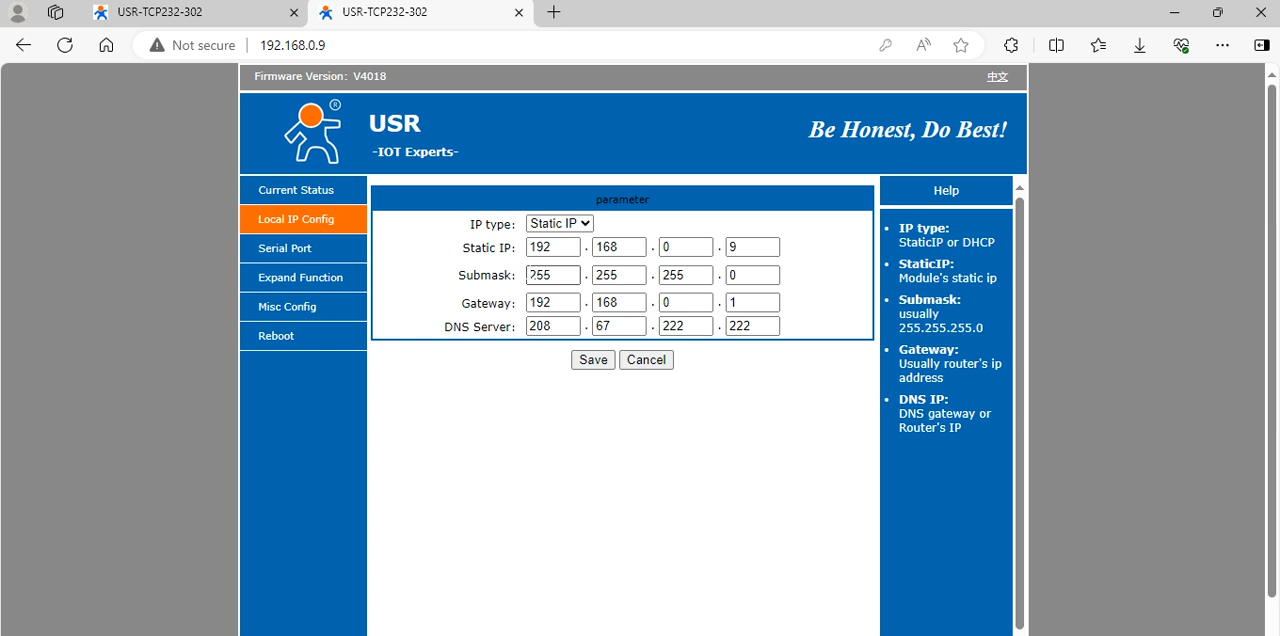 USR-TCP232-302
USR-TCP232-302
Not secure
192.168.0.9
Firmware Version: V4018
中文
®
USR
-IOT Experts-
Be Honest, Do Best!
Current Status
Local IP Config
Serial Port
Expand Function
Misc Config
Reboot
parameter
IP type: Static IP
Static IP: 192 . 168 . 0 . 9
Submask: 255 . 255 . 255 . 0
Gateway: 192 . 168 . 0 . 1
DNS Server: 208 . 67 . 222 . 222
Save Cancel
Help
• IP type:
StaticIP or DHCP
• StaticIP:
Module's static ip
• Submask:
usually
255.255.255.0
• Gateway:
Usually router's ip
address
• DNS IP:
DNS gateway or
Router's IP